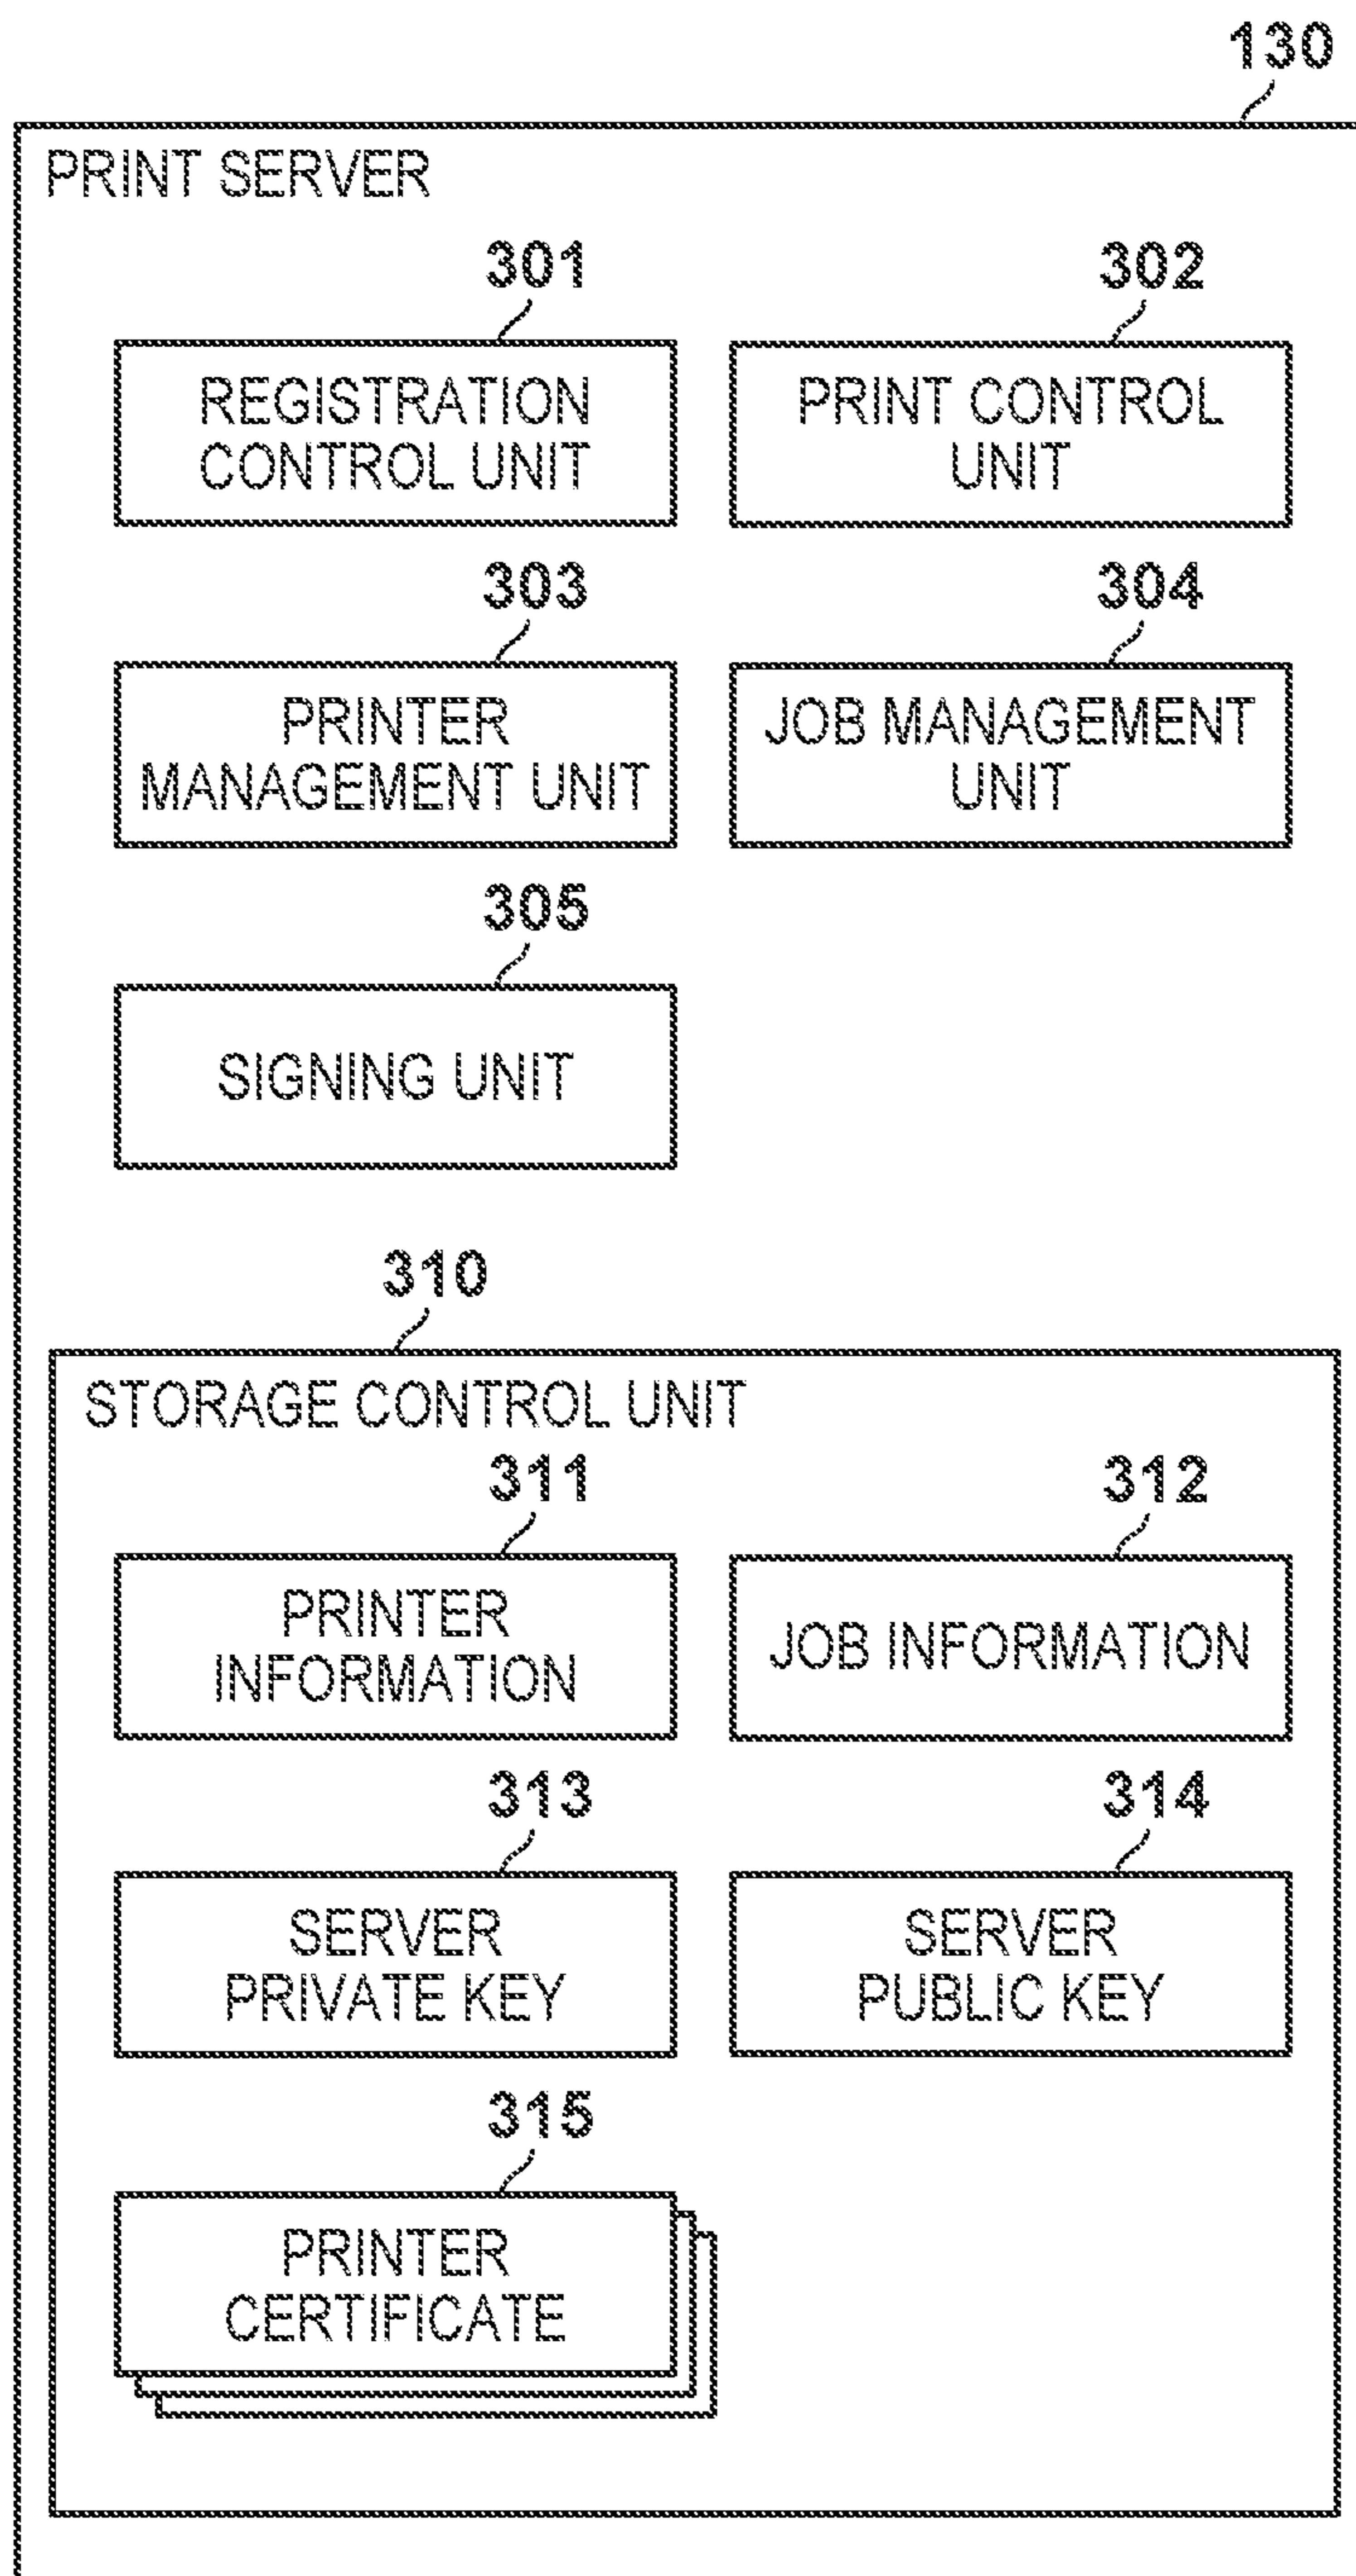 130
PRINT SERVER
301
302
REGISTRATION
CONTROL UNIT
PRINT CONTROL
UNIT
303
304
PRINTER
MANAGEMENT UNIT
JOB MANAGEMENT
UNIT
305
SIGNING UNIT
310
STORAGE CONTROL UNIT
311
312
PRINTER
INFORMATION
JOB INFORMATION
313
314
SERVER
PRIVATE KEY
SERVER
PUBLIC KEY
315
PRINTER
CERTIFICATE